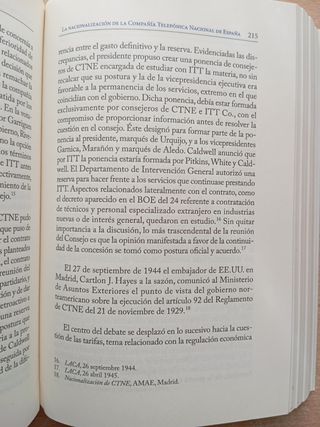 La nacionalización de la Compañía Telefónica Nacional de España 215
rencia entre el gasto definitivo y la reserva. Evidenciadas las dis-
crepancias, el presidente propuso crear una ponencia de conseje-
ros de CTNE encargada de estudiar con ITT la materia, no sin
recalcar que su postura y la de la vicepresidencia ejecutiva era
favorable a la permanencia de los servicios, extremo en el que
coincidían con el gobierno. Dicha ponencia, debía estar formada
exclusivamente por consejeros de CTNE e ITT Co., con el
compromiso de proporcionar información antes de resolver la
cuestión en consejo. Éste designó para formar parte de la po-
nencia al presidente, marqués de Urquijo, y a los vicepresidentes
Garnica, Marañón y marqués de Aledo. Caldwell anunció que
por ITT la ponencia estaría formada por Pitkins, White y Cald-
well. El Departamento de Intervención General autorizó una
reserva para hacer frente a los servicios que continuase prestando
ITT. Aspectos relacionados lateralmente con el contrato, como
el decreto aparecido en el BOE del 24 referente a contratación
de técnicos y personal especializado extranjero en industrias
nuevas o de interés general, quedaron en estudio.16 Sin quitar
importancia a la discusión, lo más trascendental de la reunión
del Consejo es que la opinión manifestada a favor de la continui-
dad de la concesión se tomó como postura oficial y acuerdo.17
El 27 de septiembre de 1944 el embajador de EE.UU. en
Madrid, Cartlon J. Hayes a la sazón, comunicó al Ministerio
de Asuntos Exteriores el punto de vista del gobierno nor-
teamericano sobre la ejecución del artículo 92 del Reglamento
de CTNE del 21 de noviembre de 1929.18
El centro del debate se desplazó en lo sucesivo hacia la cues-
tión de las tarifas, tema relacionado con la regulación económica
16. LACA, 26 septiembre 1944.
17. LACA, 26 abril 1945.
18. Nacionalización de CTNE, AMAE, Madrid.